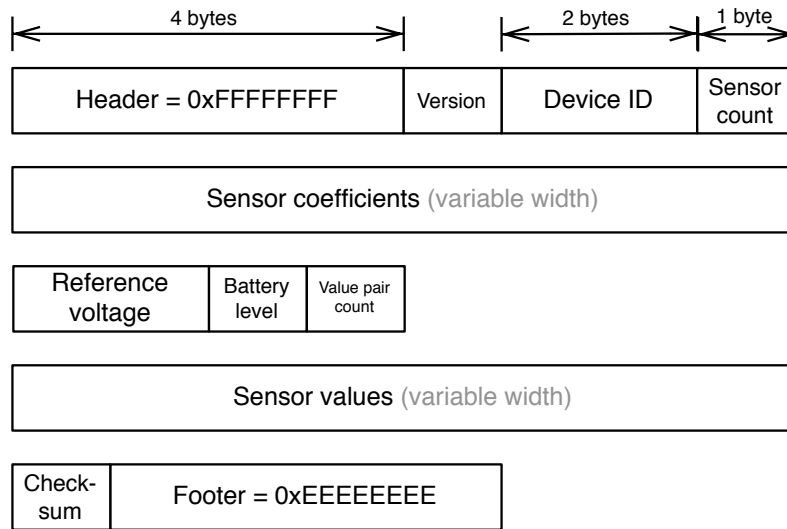 4 bytes
2 bytes
1 byte
Header = 0xFFFFFFFF
Version
Device ID
Sensor
count
Sensor coefficients (variable width)
Reference
voltage
Battery
level
Value pair
count
Sensor values (variable width)
Check-
sum
Footer = 0xEEEEEEEE